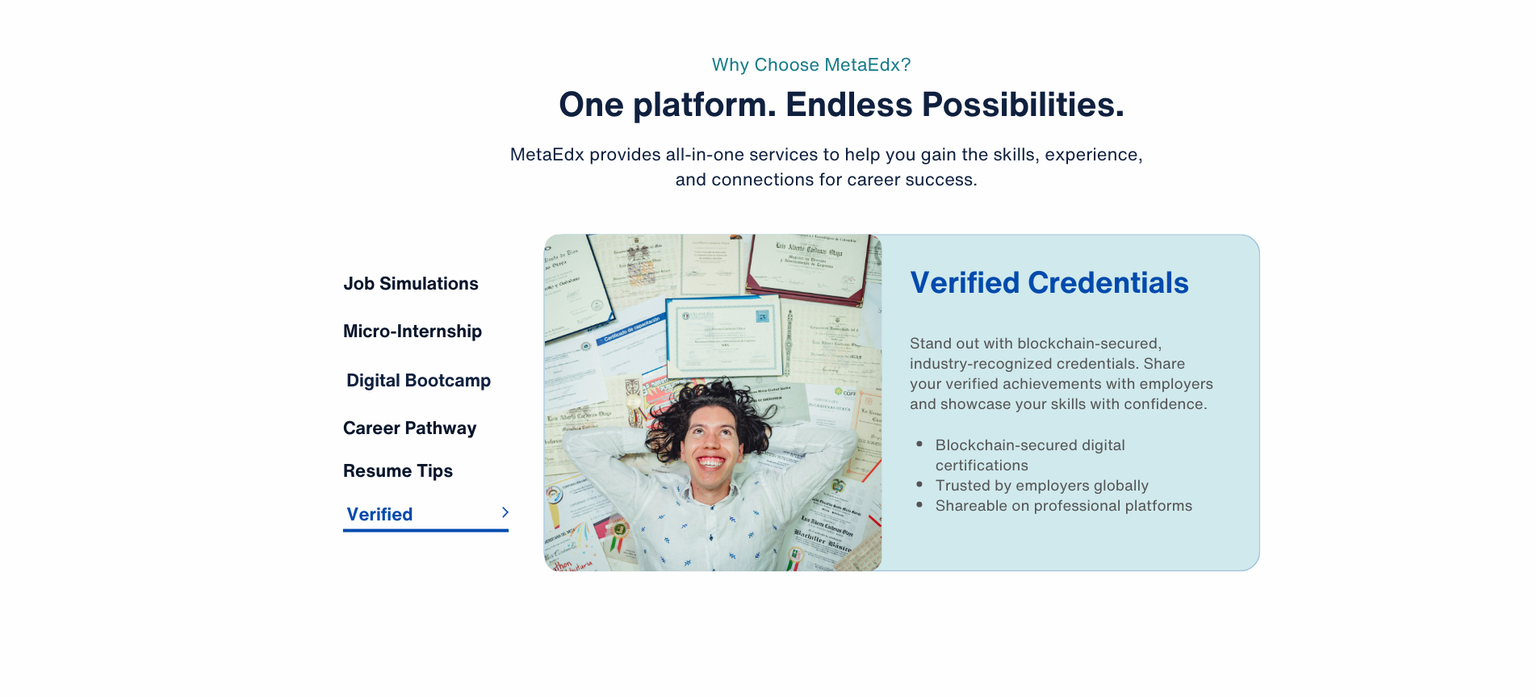 Why Choose MetaEdx?
One platform. Endless Possibilities.
MetaEdx provides all-in-one services to help you gain the skills, experience,
and connections for career success.
Job Simulations
Micro-Internship
Digital Bootcamp
Career Pathway
Resume Tips
Verified
Certificado de capacitación
Verified Credentials
Stand out with blockchain-secured,
industry-recognized credentials. Share
your verified achievements with employers
and showcase your skills with confidence.
Blockchain-secured digital
certifications
Trusted by employers globally
Shareable on professional platforms